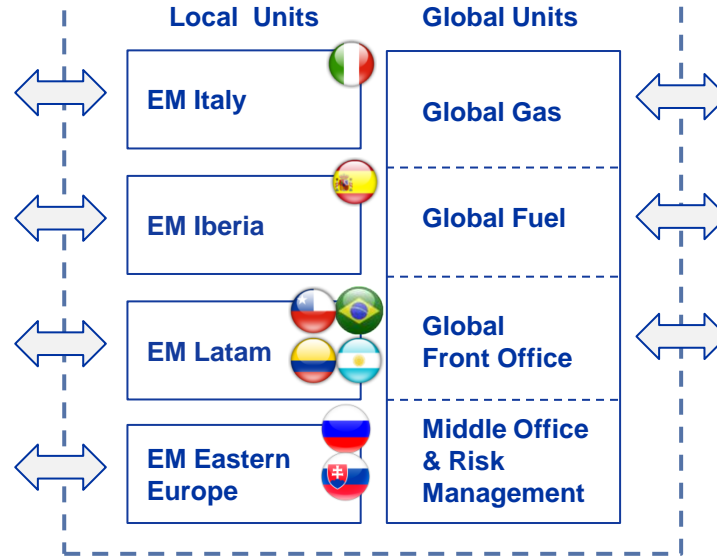 Local Units
Global Units
EM Italy
EM Iberia
EM Latam
EM Eastern
Europe
Global Gas
Global Fuel
Global
Front Office
Middle Office
& Risk
Management